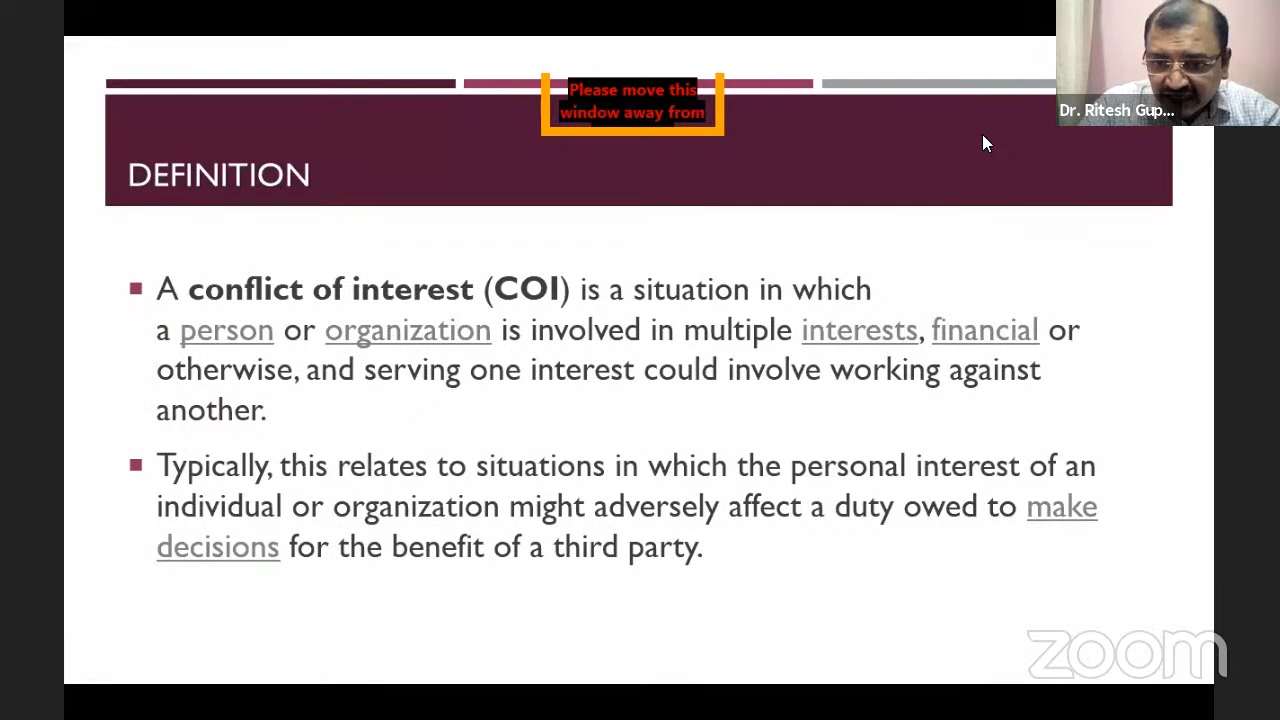 Please move this
window away from
Dr. Ritesh Gup...
DEFINITION
A conflict of interest (COI) is a situation in which
a person or organization is involved in multiple interests, financial or
otherwise, and serving one interest could involve working against
another.
Typically, this relates to situations in which the personal interest of an
individual or organization might adversely affect a duty owed to make
decisions for the benefit of a third party.
zoom